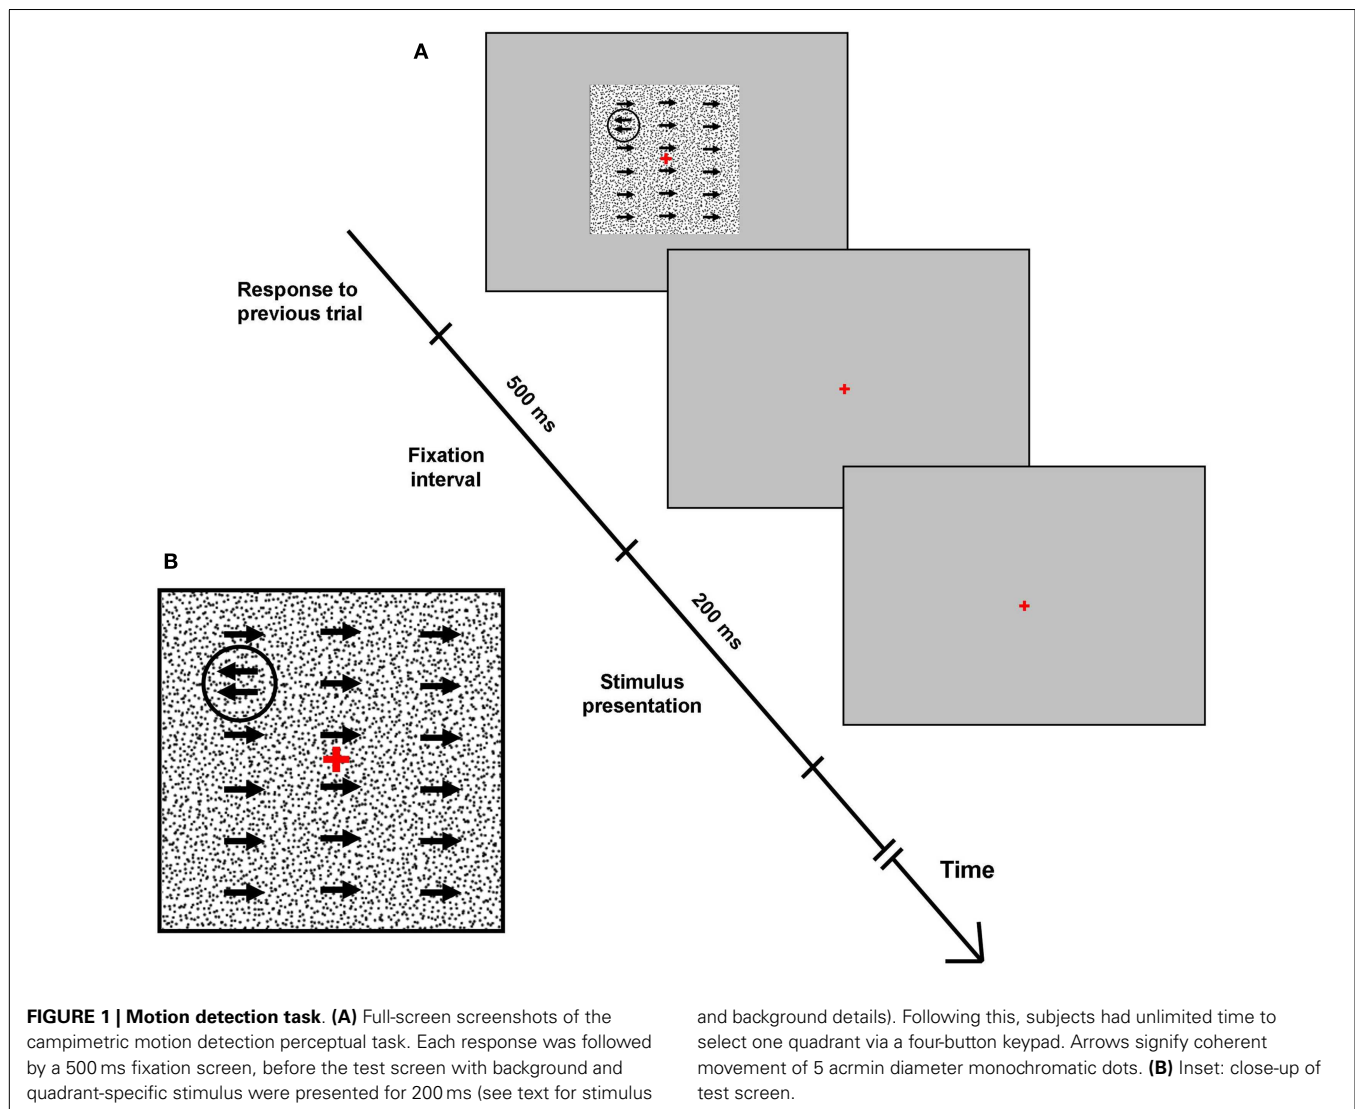 A
Response to
previous trial
500 ms
Fixation
interval
B
200 ms
Stimulus
presentation
Time
FIGURE 1 | Motion detection task. (A) Full-screen screenshots of the
campimetric motion detection perceptual task. Each response was followed
by a 500 ms fixation screen, before the test screen with background and
quadrant-specific stimulus were presented for 200 ms (see text for stimulus
and background details). Following this, subjects had unlimited time to
select one quadrant via a four-button keypad. Arrows signify coherent
movement of 5 acrmin diameter monochromatic dots. (B) Inset: close-up of
test screen.